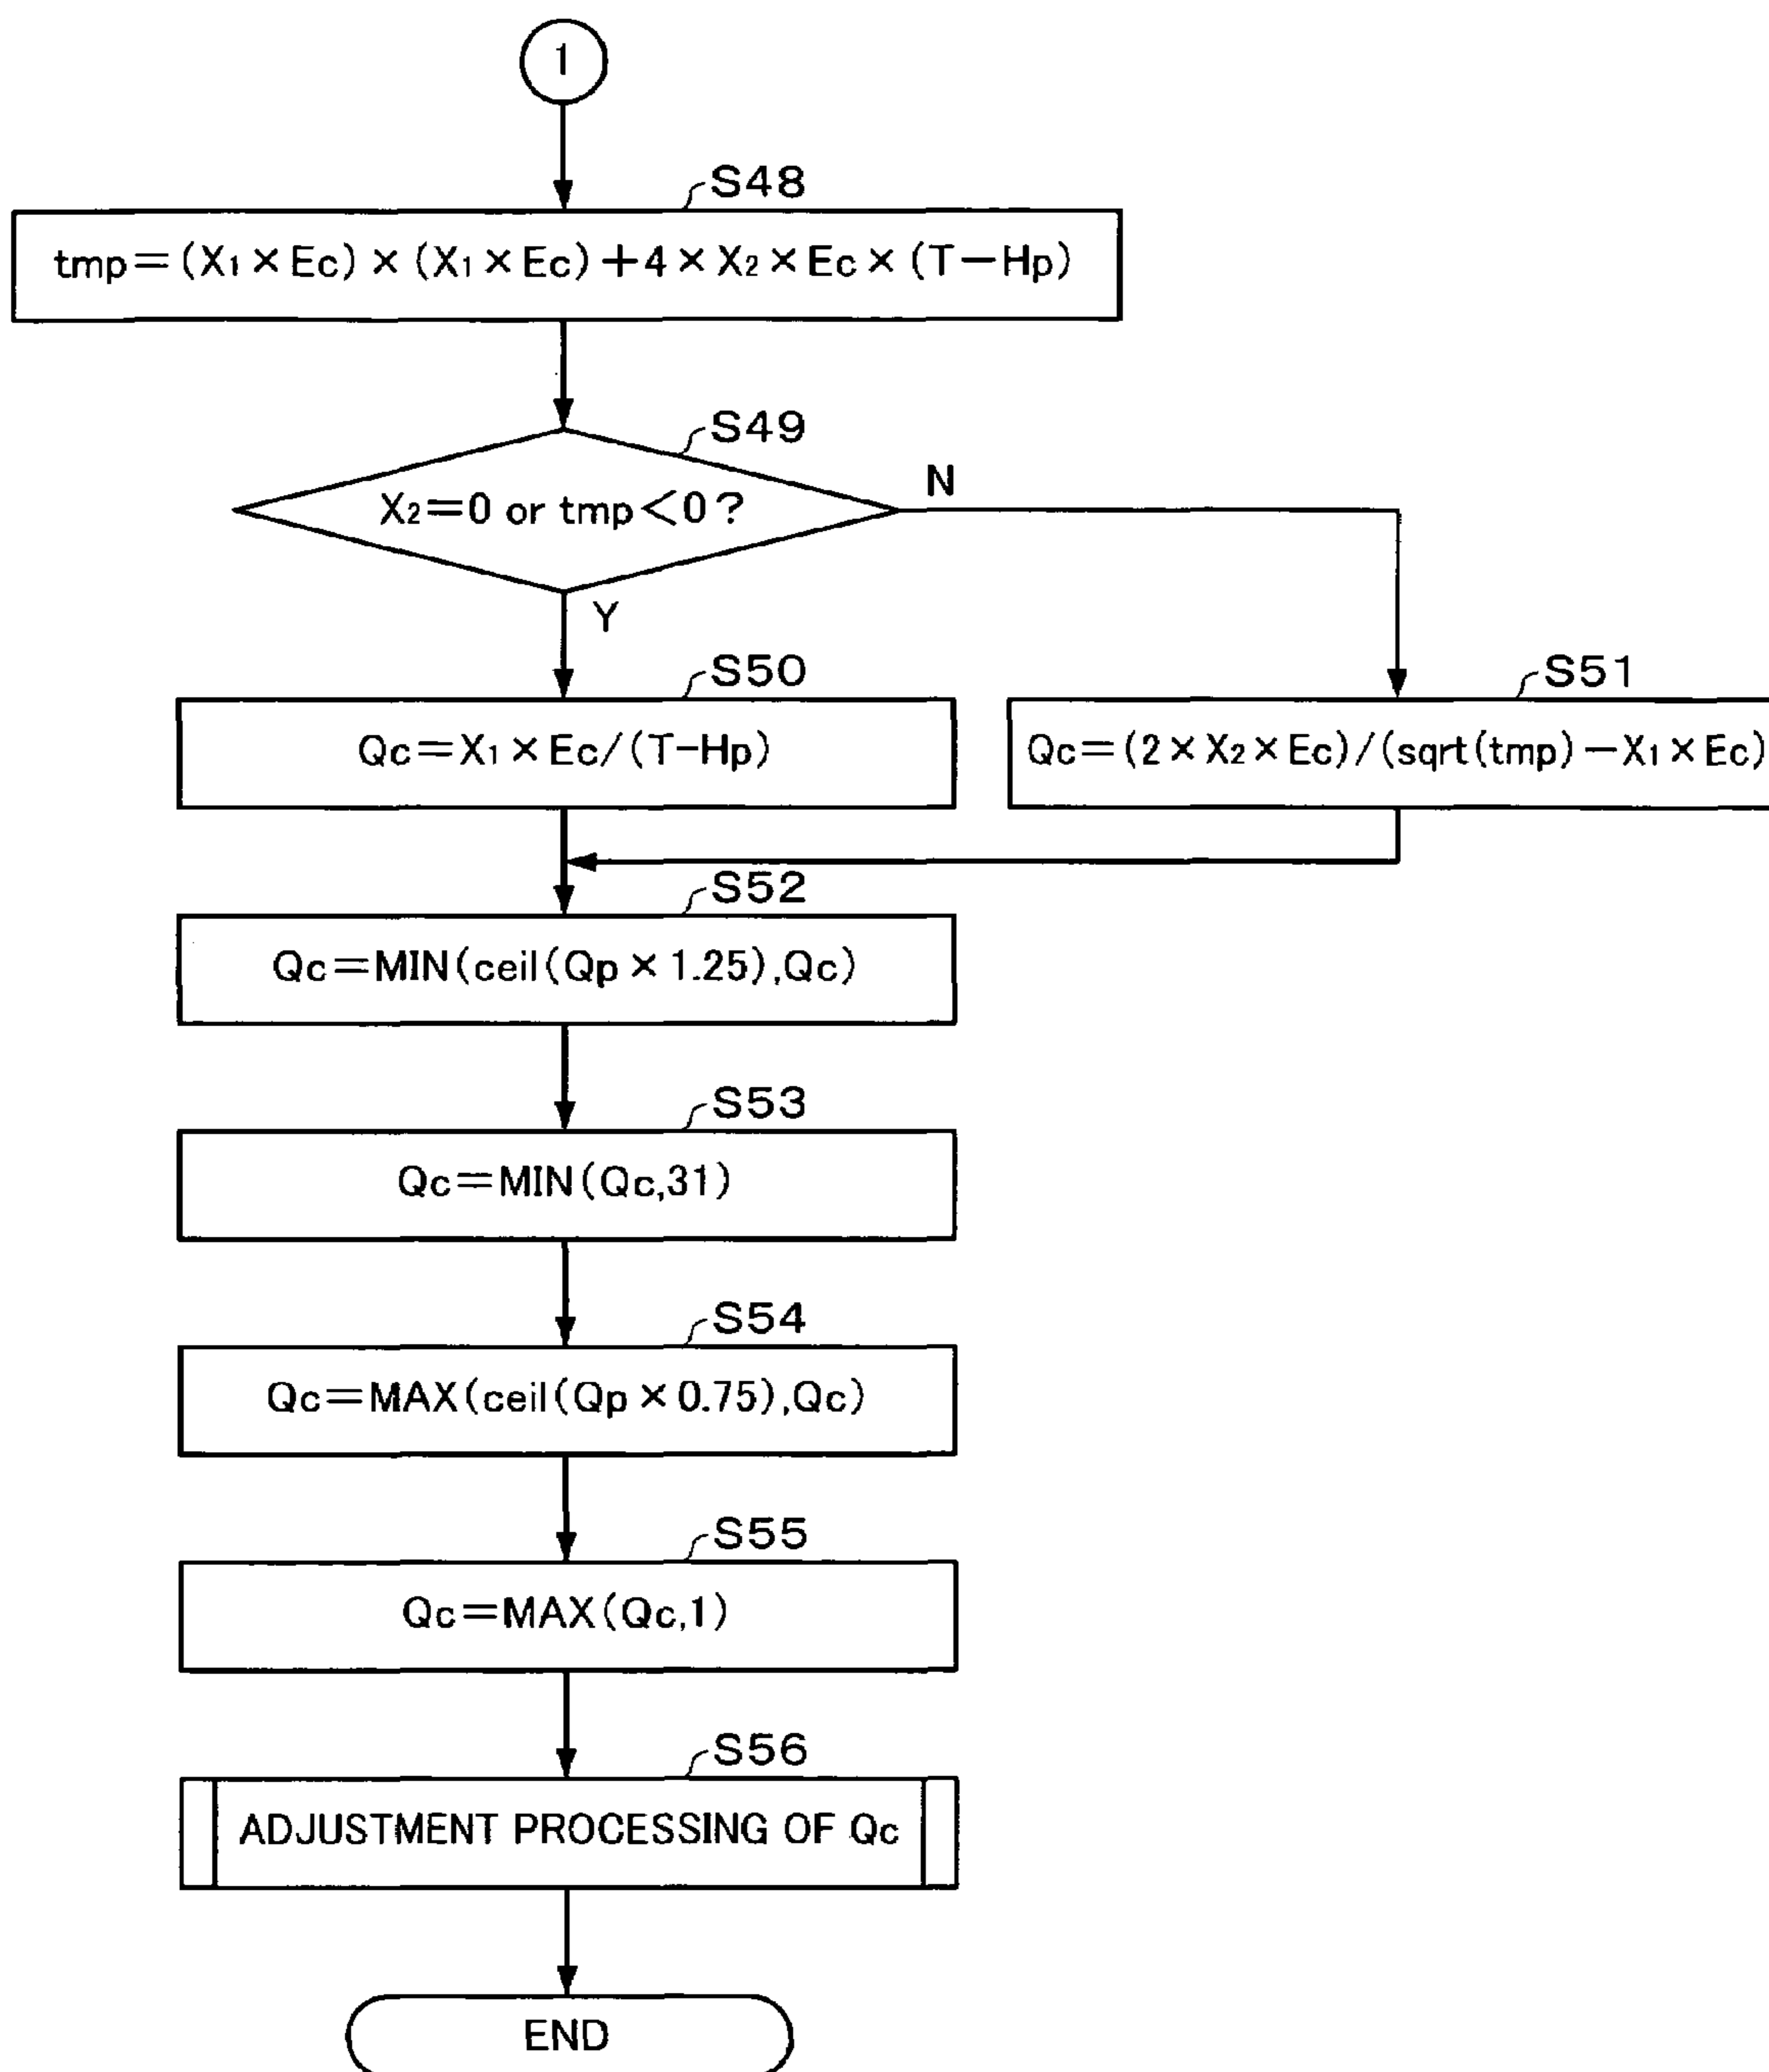 1
S48
tmp=(X₁×Ec)×(X₁×Ec)+4×X₂×Ec×(T-Hp)
S49
X₂=0 or tmp<0?
N
Y
S50
Qc=X₁×Ec/(T-Hp)
S51
Qc=(2×X₂×Ec)/(sqrt(tmp)-X₁×Ec)
S52
Qc=MIN(ceil(Qp×1.25),Qc)
S53
Qc=MIN(Qc,31)
S54
Qc=MAX(ceil(Qp×0.75),Qc)
S55
Qc=MAX(Qc,1)
S56
ADJUSTMENT PROCESSING OF Qc
END